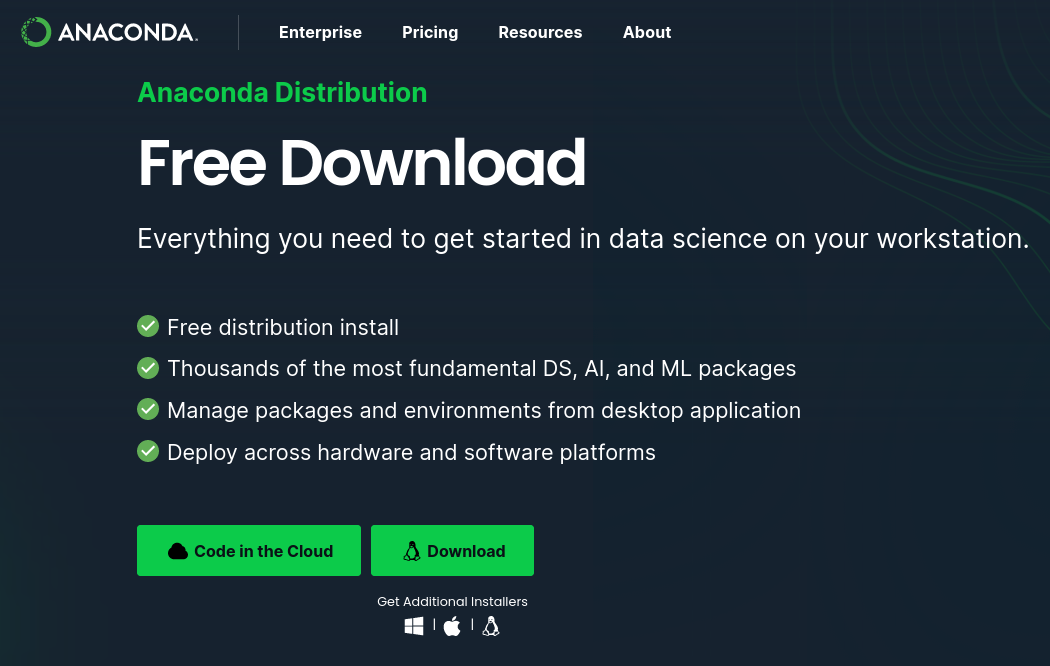 ANACONDA.
Enterprise Pricing Resources About
Anaconda Distribution
Free Download
Everything you need to get started in data science on your workstation.
Free distribution install
Thousands of the most fundamental DS, AI, and ML packages
Manage packages and environments from desktop application
Deploy across hardware and software platforms
Code in the Cloud Download
Get Additional Installers
| |